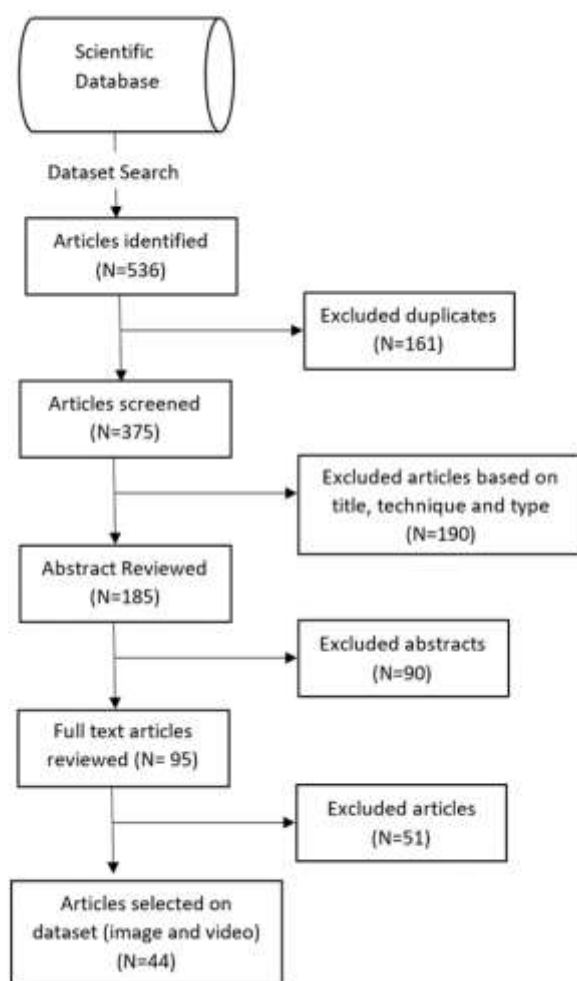 Scientific
Database
Dataset Search
Articles identified
(N=536)
Excluded duplicates
(N=161)
Articles screened
(N=375)
Excluded articles based on
title, technique and type
(N=190)
Abstract Reviewed
(N=185)
Excluded abstracts
(N=90)
Full text articles
reviewed (N= 95)
Excluded articles
(N=51)
Articles selected on
dataset (image and video)
(N=44)